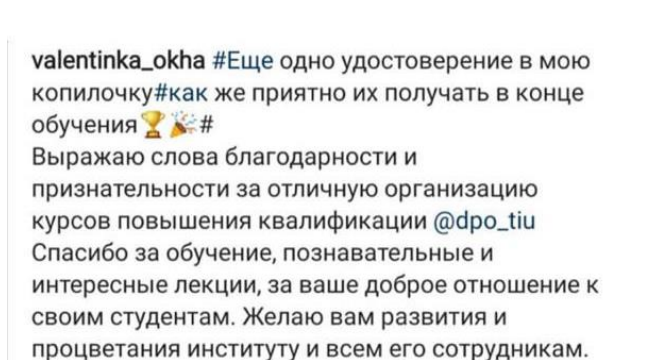 valentinka_okha #Еще одно удостоверение в мою
копилочку#как же приятно их получать в конце
обучения🏆 🎉#
Выражаю слова благодарности и
признательности за отличную организацию
курсов повышения квалификации @dpo_tiu
Спасибо за обучение, познавательные и
интересные лекции, за ваше доброе отношение к
своим студентам. Желаю вам развития и
процветания институту и всем его сотрудникам.